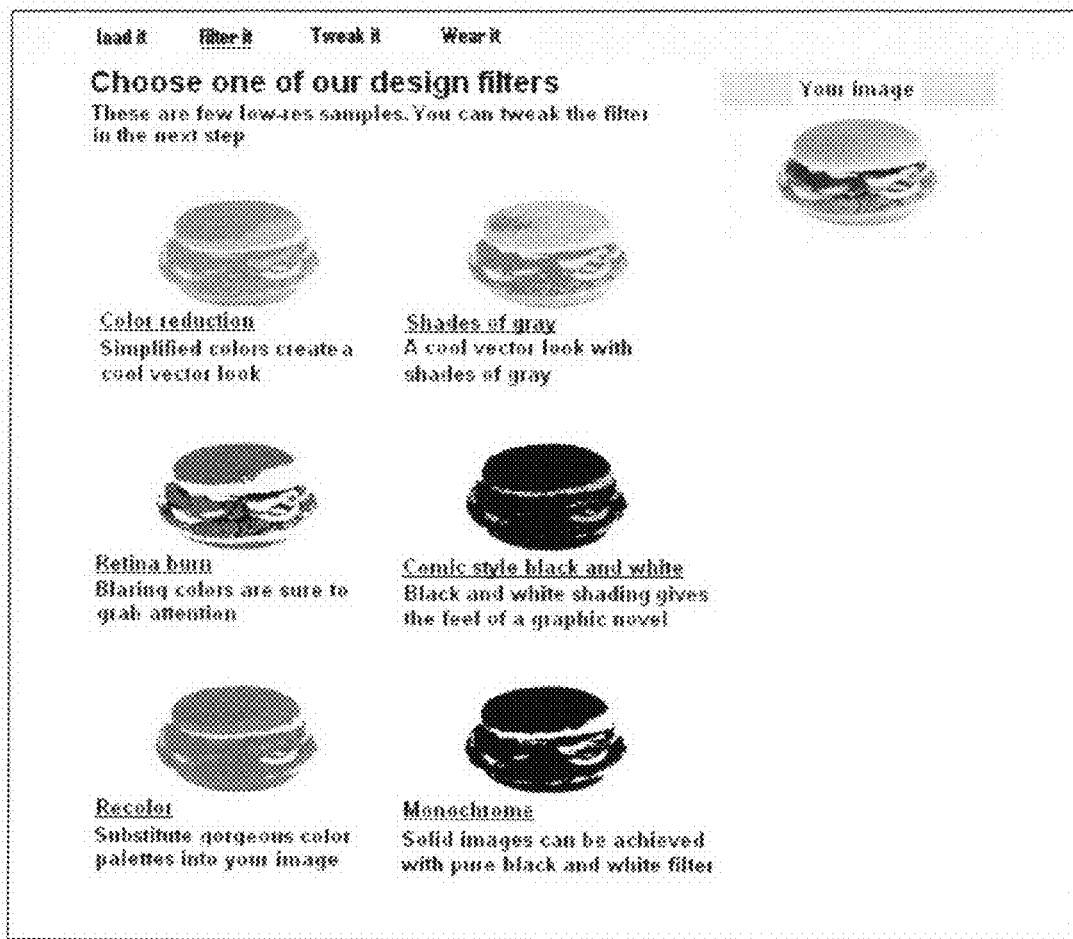 load it   filter it   Tweak it   Wear it
Choose one of our design filters
These are few low-res samples. You can tweak the filter
in the next step
Your image
Color reduction
Simplified colors create a
cool vector look
Shades of gray
A cool vector look with
shades of gray
Retina burn
Blaring colors are sure to
grab attention
Comic style black and white
Black and white shading gives
the feel of a graphic novel
Recolor
Substitute gorgeous color
palettes into your image
Monochrome
Solid images can be achieved
with pure black and white filter